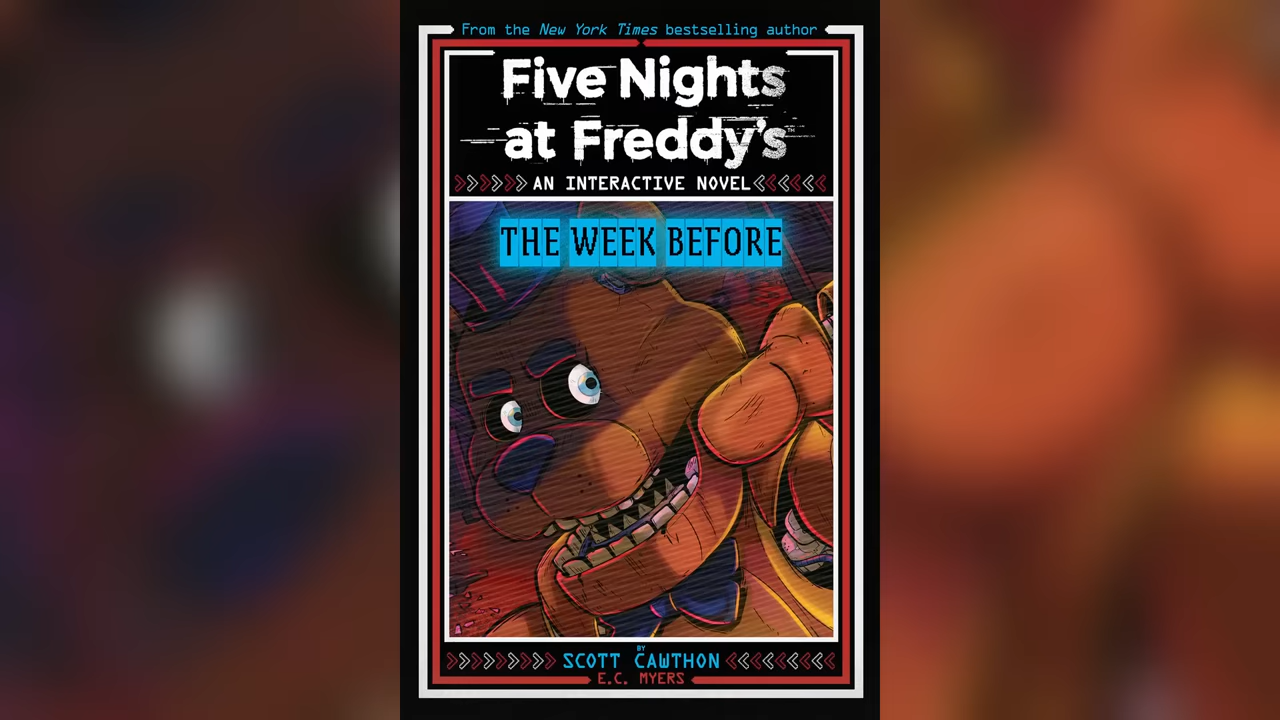 From the New York Times bestselling author
Five Nights
at Freddy's™
AN INTERACTIVE NOVEL
THE WEEK BEFORE
BY
SCOTT CAWTHON
E.C. MYERS